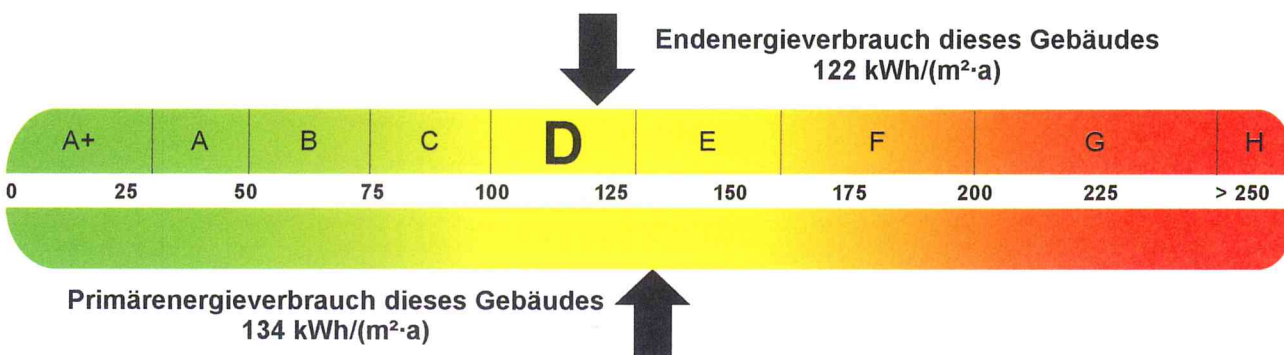 Endenergieverbrauch dieses Gebäudes
122 kWh/(m²·a)
A+ A B C D E F G H
0 25 50 75 100 125 150 175 200 225 > 250
Primärenergieverbrauch dieses Gebäudes
134 kWh/(m²·a)